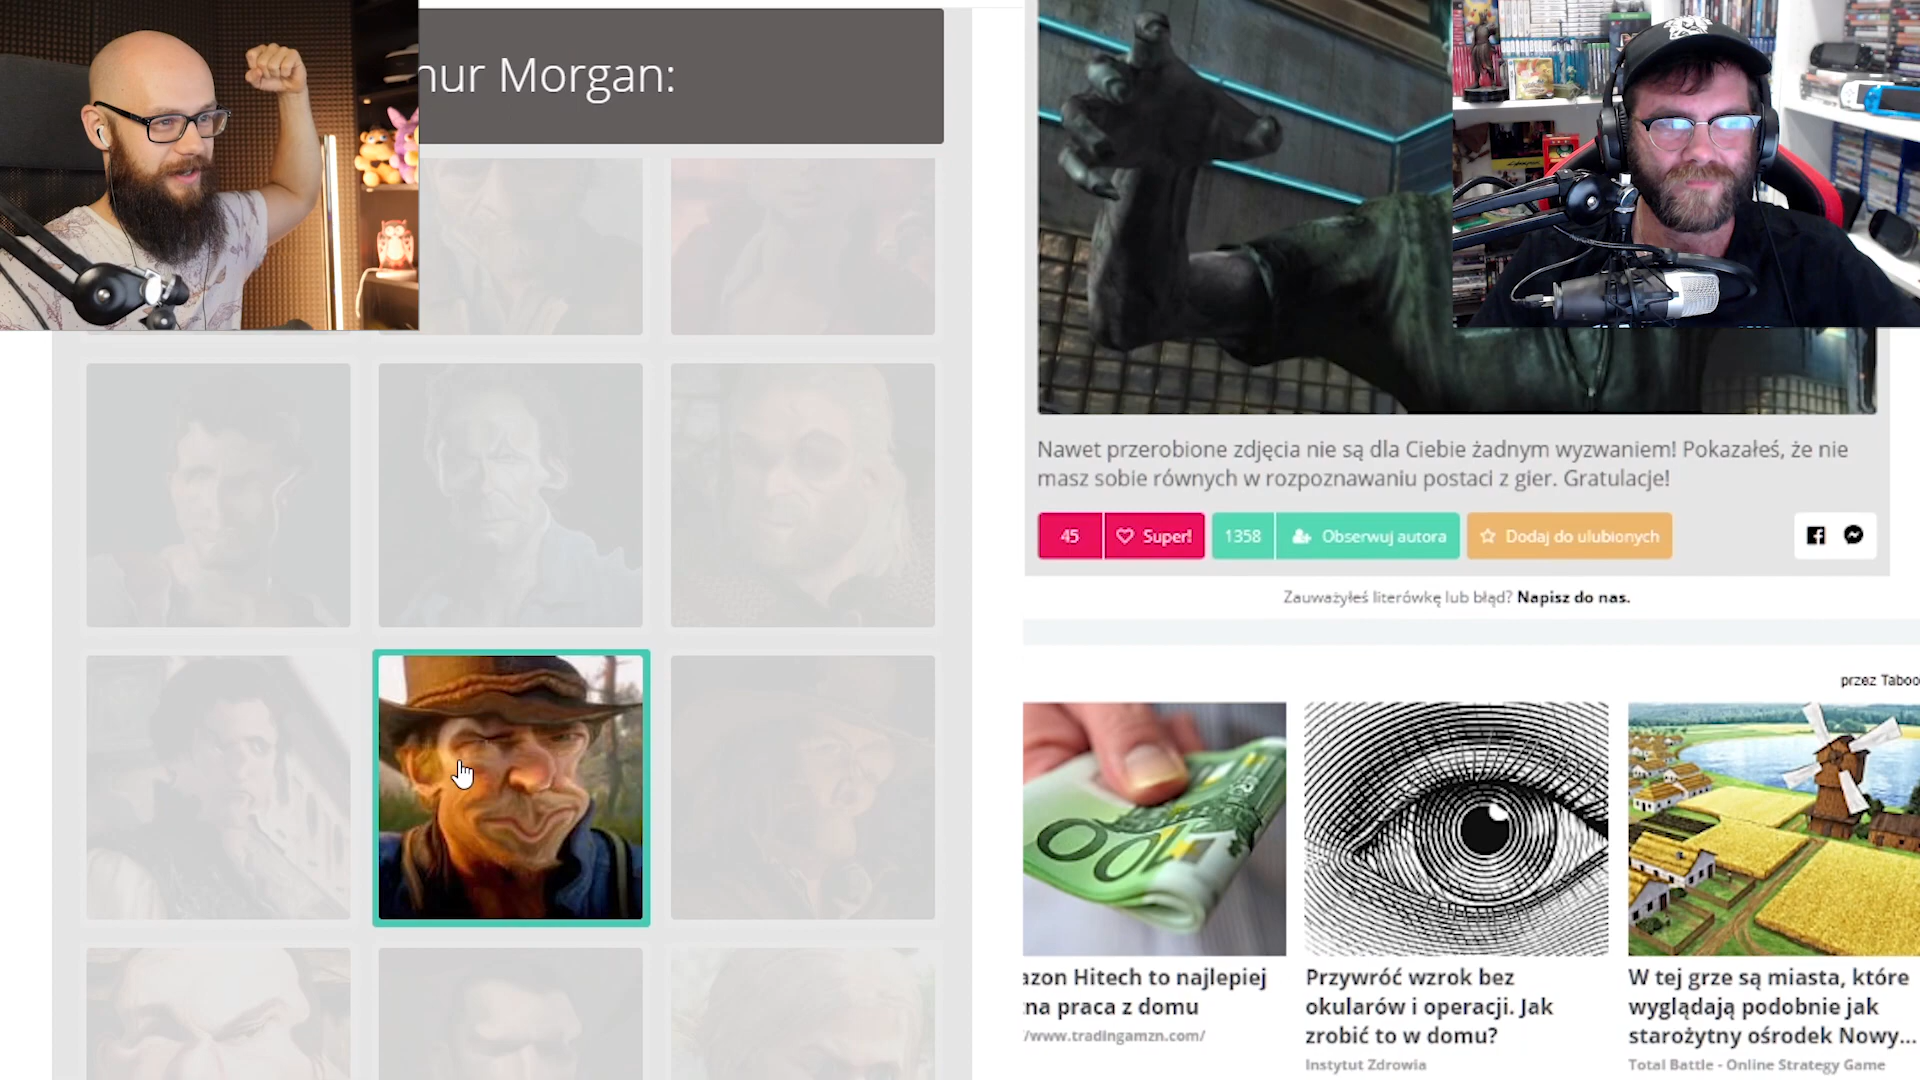 hur Morgan:
Nawet przerobione zdjęcia nie są dla Ciebie żadnym wyzwaniem! Pokazałeś, że nie
masz sobie równych w rozpoznawaniu postaci z gier. Gratulacje!
45 Super! 1358 Obserwuj autora Dodaj do ulubionych
Zauważyłeś literówkę lub błąd? Napisz do nas.
przez Taboo
100
azon Hitech to najlepiej
zna praca z domu
/www.tradingamzn.com/
Przywróć wzrok bez
okularów i operacji. Jak
zrobić to w domu?
Instytut Zdrowia
W tej grze są miasta, które
wyglądają podobnie jak
starożytny ośrodek Nowy...
Total Battle - Online Strategy Game